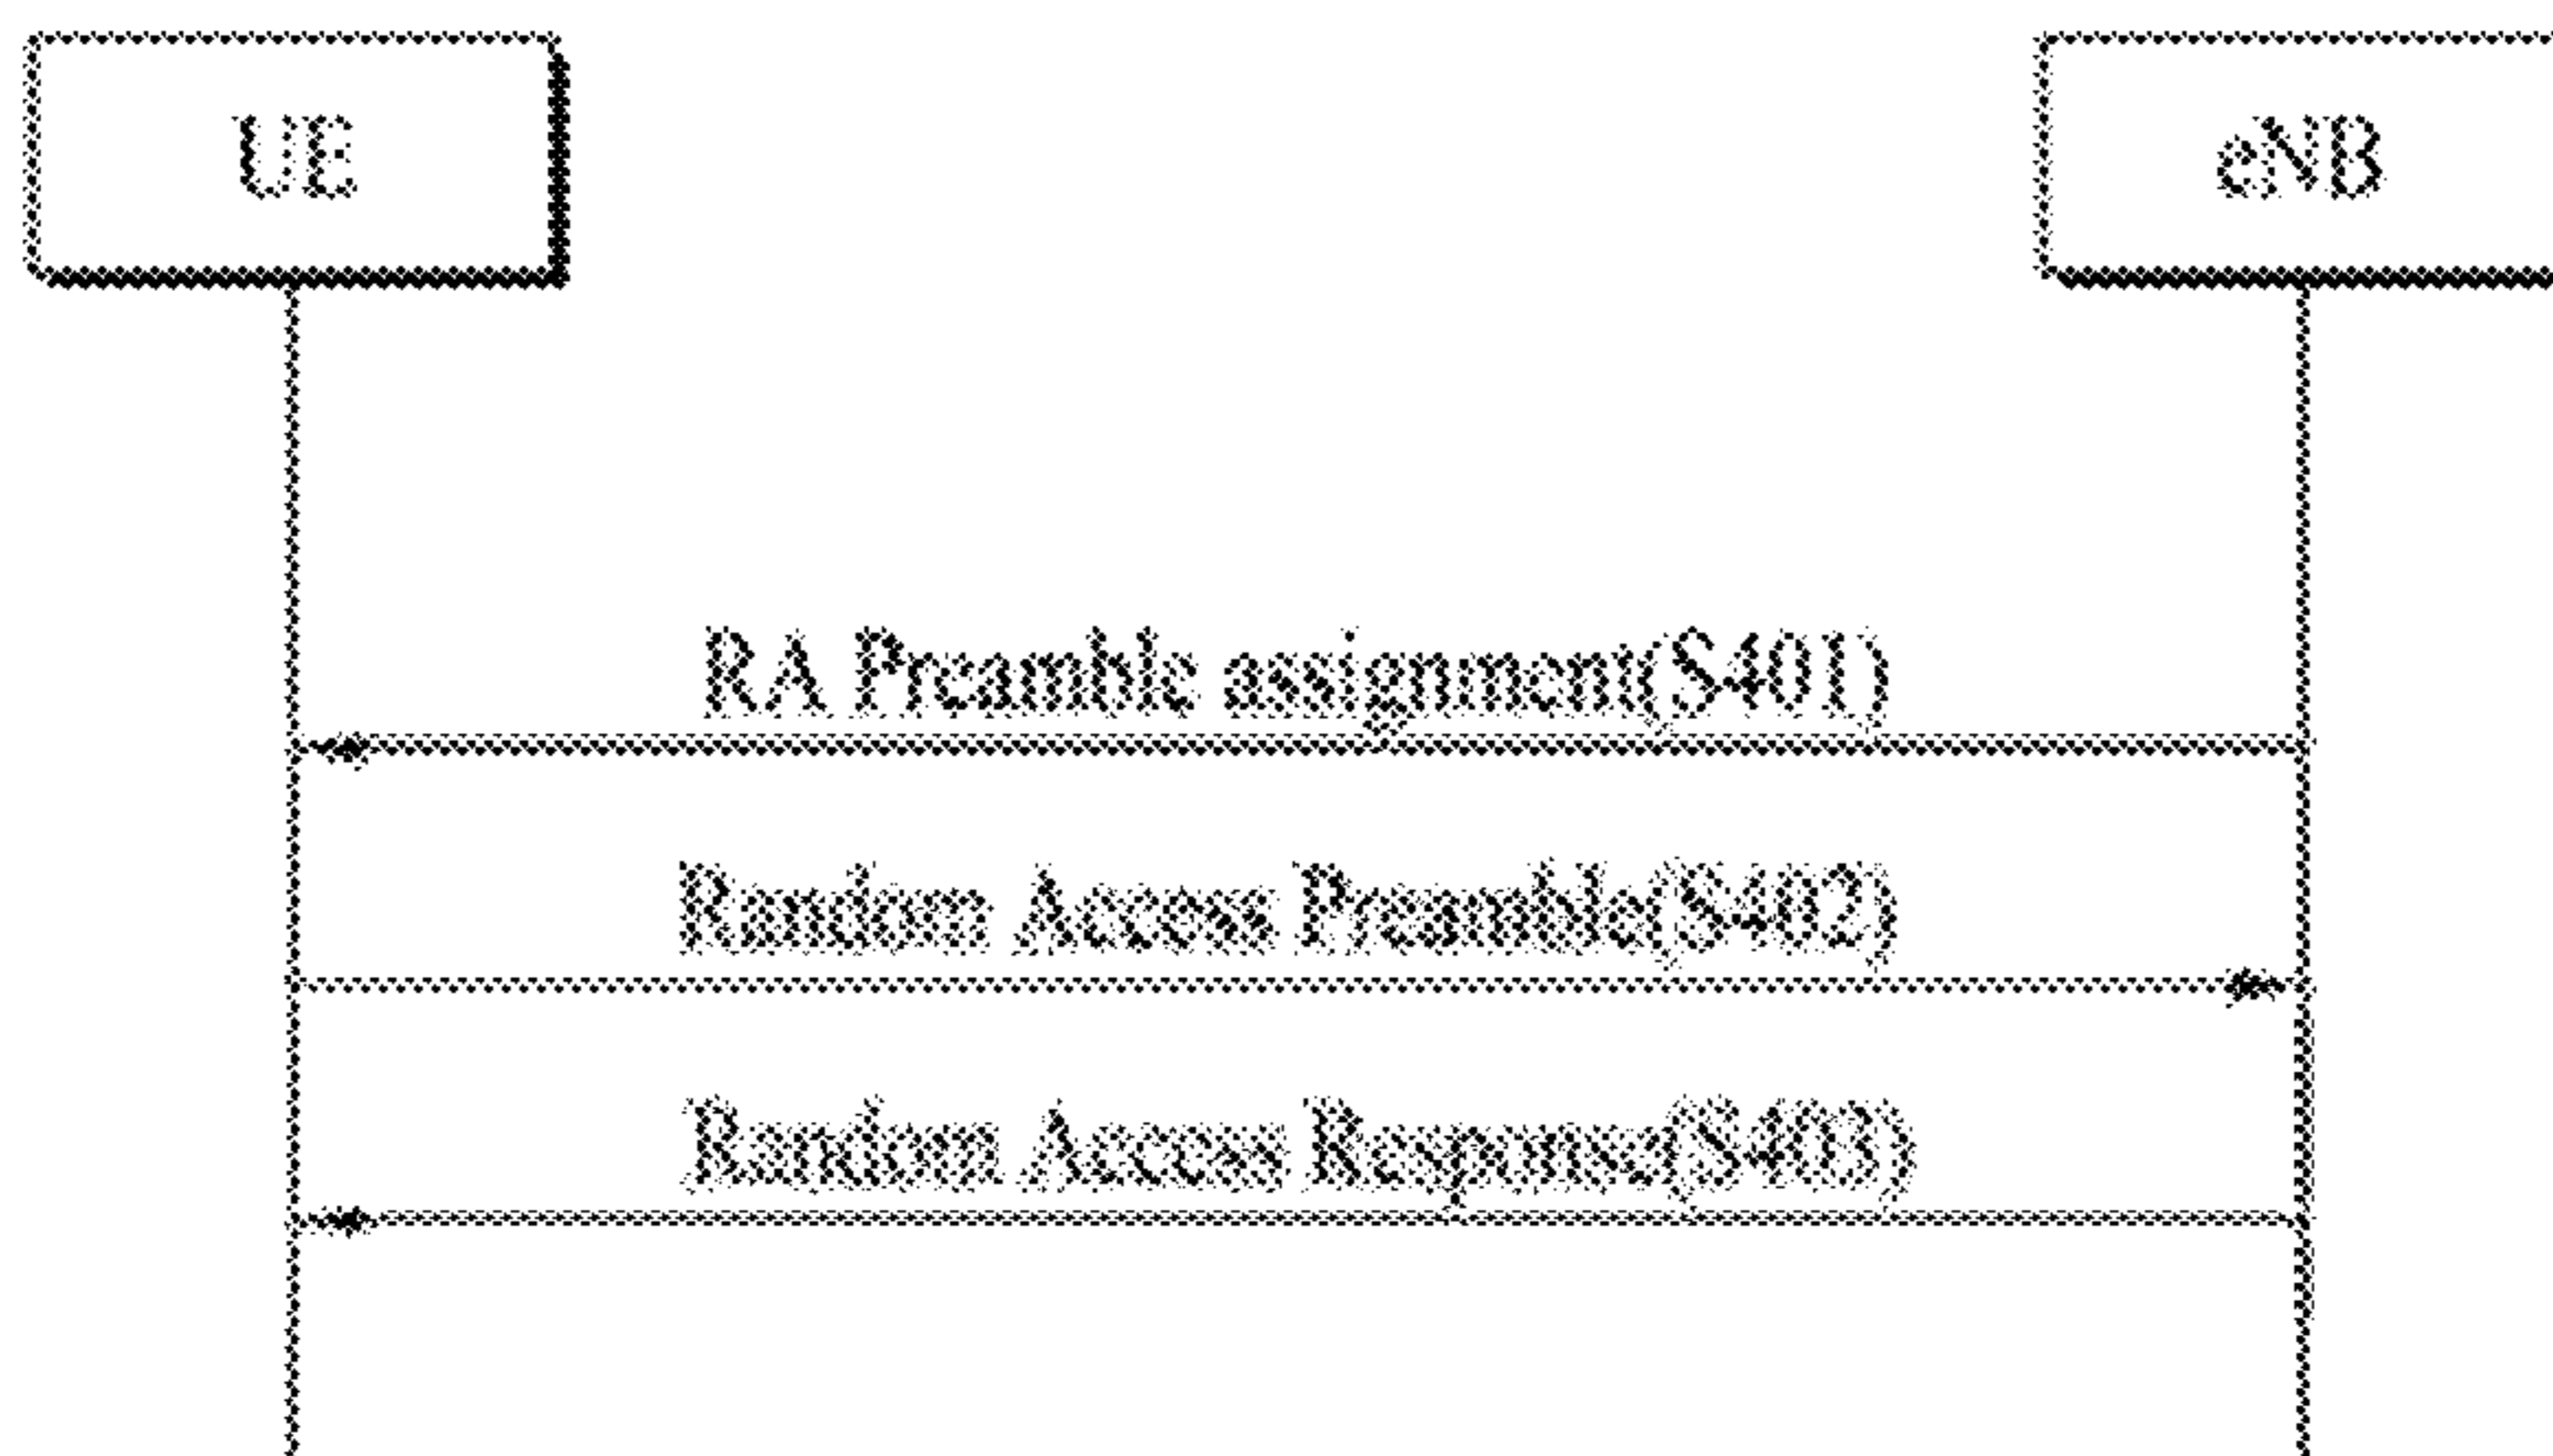 UE
eNB
RA Preamble assignment(S401)
Random Access Preamble(S402)
Random Access Response(S403)